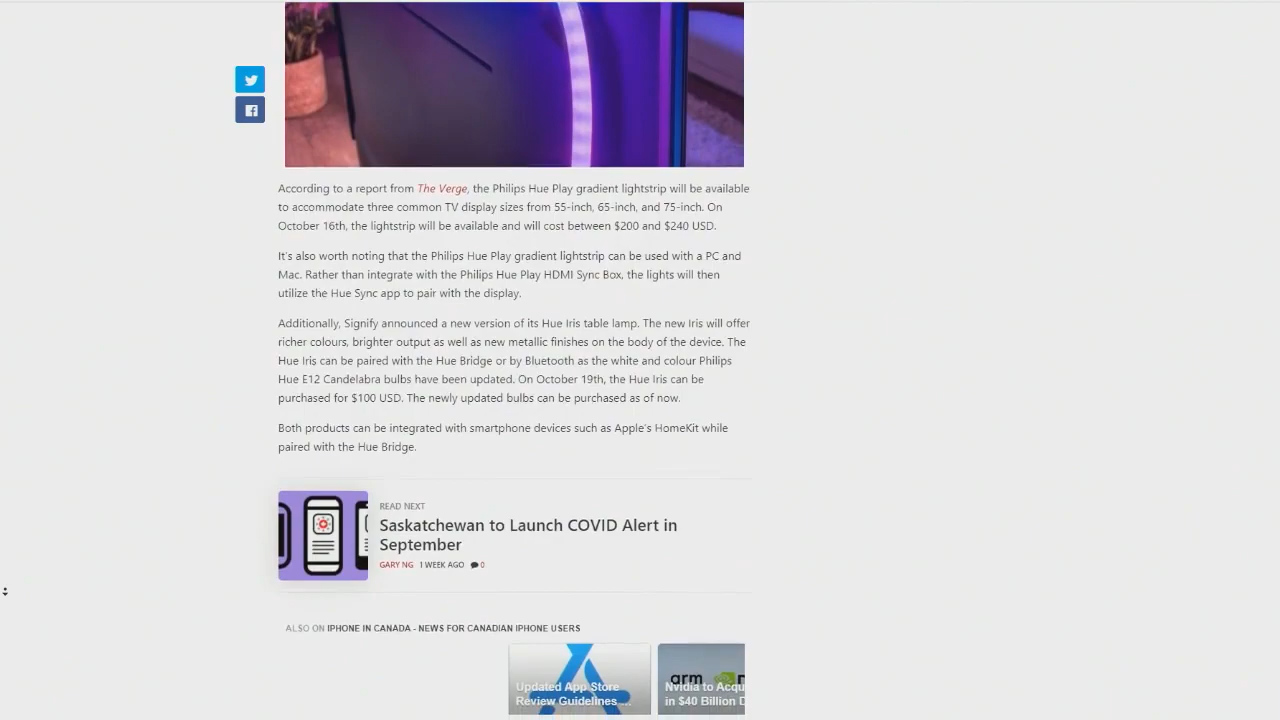 According to a report from The Verge, the Philips Hue Play gradient lightstrip will be available
to accommodate three common TV display sizes from 55-inch, 65-inch, and 75-inch. On
October 16th, the lightstrip will be available and will cost between $200 and $240 USD.
It's also worth noting that the Philips Hue Play gradient lightstrip can be used with a PC and
Mac. Rather than integrate with the Philips Hue Play HDMI Sync Box, the lights will then
utilize the Hue Sync app to pair with the display.
Additionally, Signify announced a new version of its Hue Iris table lamp. The new Iris will offer
richer colours, brighter output as well as new metallic finishes on the body of the device. The
Hue Iris can be paired with the Hue Bridge or by Bluetooth as the white and colour Philips
Hue E12 Candelabra bulbs have been updated. On October 19th, the Hue Iris can be
purchased for $100 USD. The newly updated bulbs can be purchased as of now.
Both products can be integrated with smartphone devices such as Apple's HomeKit while
paired with the Hue Bridge.
READ NEXT
Saskatchewan to Launch COVID Alert in
September
GARY NG 1 WEEK AGO 0
ALSO ON IPHONE IN CANADA - NEWS FOR CANADIAN IPHONE USERS
Updated App Store
Review Guidelines ...
arm n
Nvidia to Acqu
in $40 Billion D